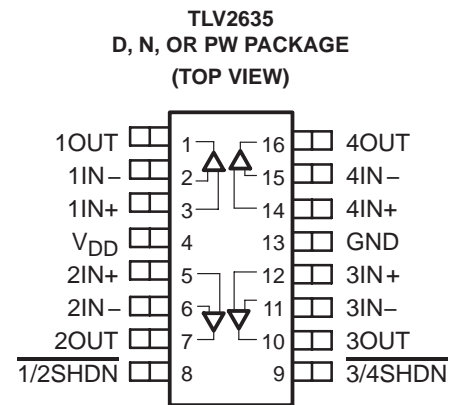 TLV2635
D, N, OR PW PACKAGE
(TOP VIEW)
1OUT 1 16 4OUT
1IN− 2 15 4IN−
1IN+ 3 14 4IN+
VDD 4 13 GND
2IN+ 5 12 3IN+
2IN− 6 11 3IN−
2OUT 7 10 3OUT
1/2SHDN 8 9 3/4SHDN